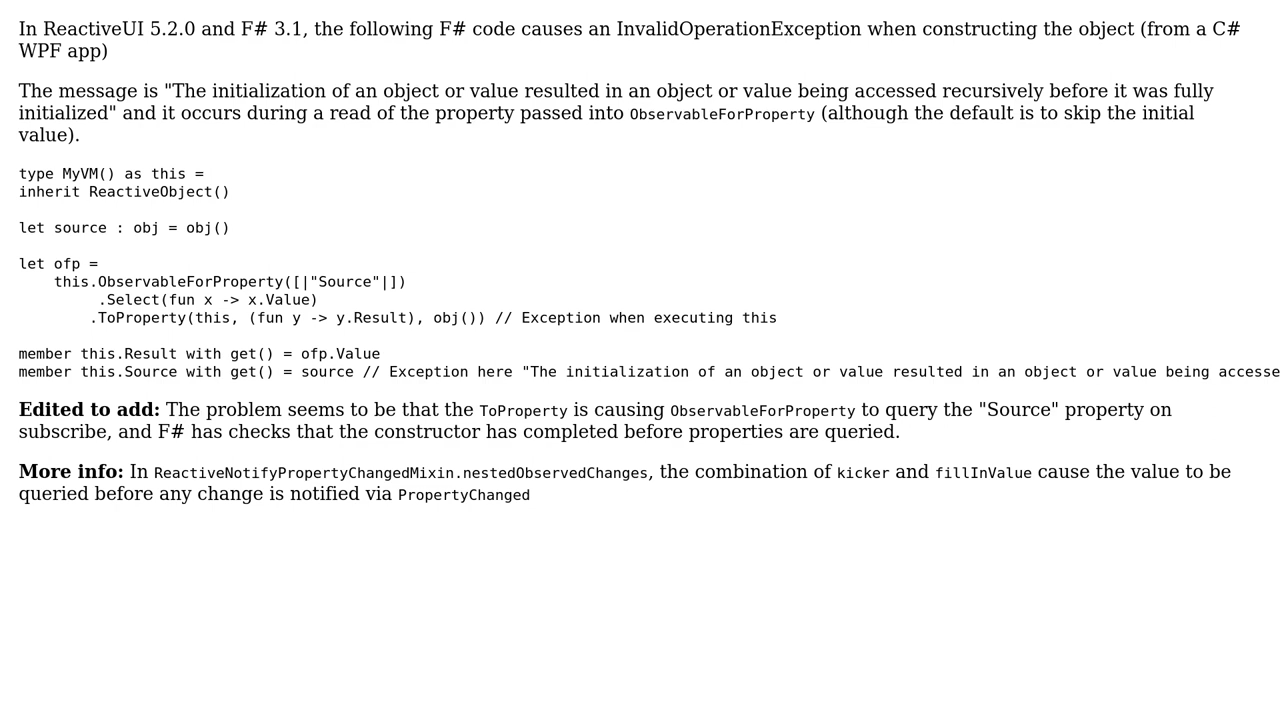 In ReactiveUI 5.2.0 and F# 3.1, the following F# code causes an InvalidOperationException when constructing the object (from a C#
WPF app)
The message is "The initialization of an object or value resulted in an object or value being accessed recursively before it was fully
initialized" and it occurs during a read of the property passed into ObservableForProperty (although the default is to skip the initial
value).
type MyVM() as this =
inherit ReactiveObject()
let source : obj = obj()
let ofp =
    this.ObservableForProperty([|"Source"|])
         .Select(fun x -> x.Value)
        .ToProperty(this, (fun y -> y.Result), obj()) // Exception when executing this
member this.Result with get() = ofp.Value
member this.Source with get() = source // Exception here "The initialization of an object or value resulted in an object or value being accesse
Edited to add: The problem seems to be that the ToProperty is causing ObservableForProperty to query the "Source" property on
subscribe, and F# has checks that the constructor has completed before properties are queried.
More info: In ReactiveNotifyPropertyChangedMixin.nestedObservedChanges, the combination of kicker and fillInValue cause the value to be
queried before any change is notified via PropertyChanged